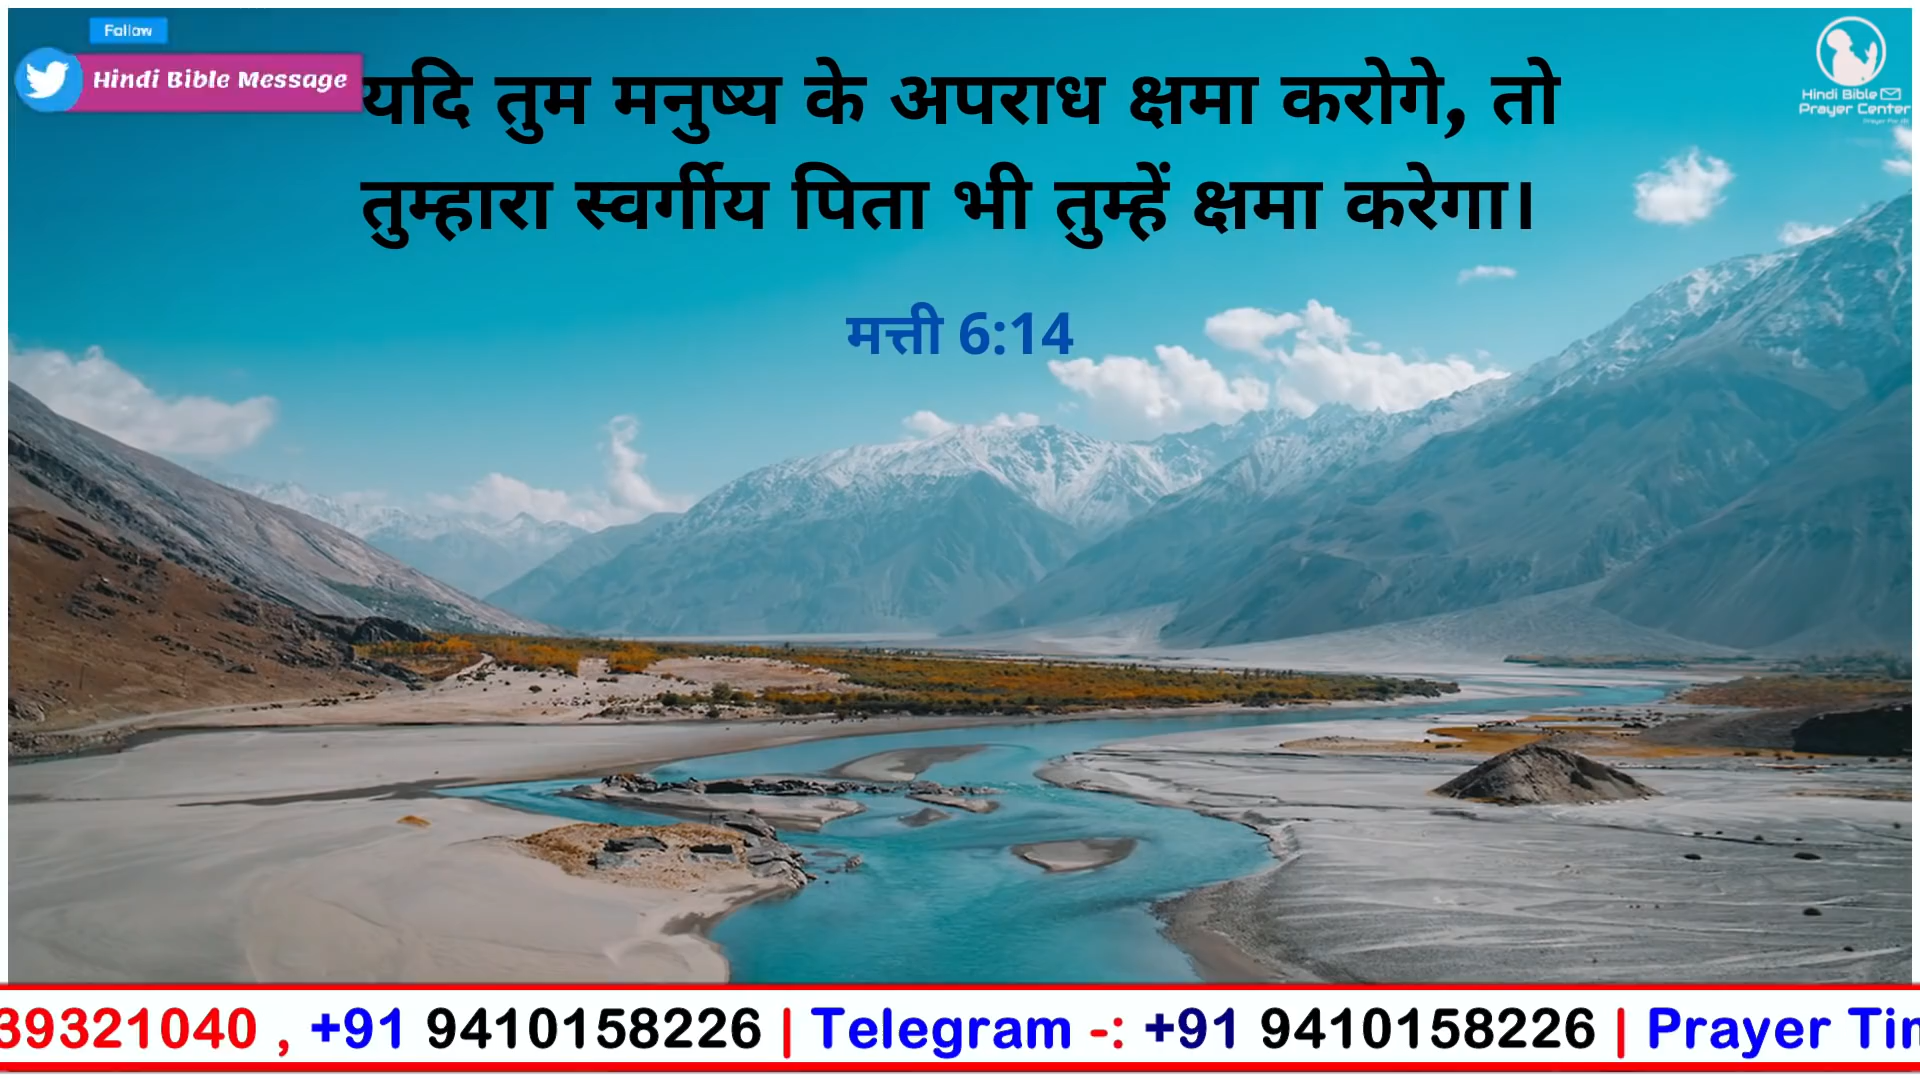 Follow
Hindi Bible Message
यदि तुम मनुष्य के अपराध क्षमा करोगे, तो
तुम्हारा स्वर्गीय पिता भी तुम्हें क्षमा करेगा।
मत्ती 6:14
Hindi Bible
Prayer Center
39321040 , +91 9410158226 | Telegram -: +91 9410158226 | Prayer Tim